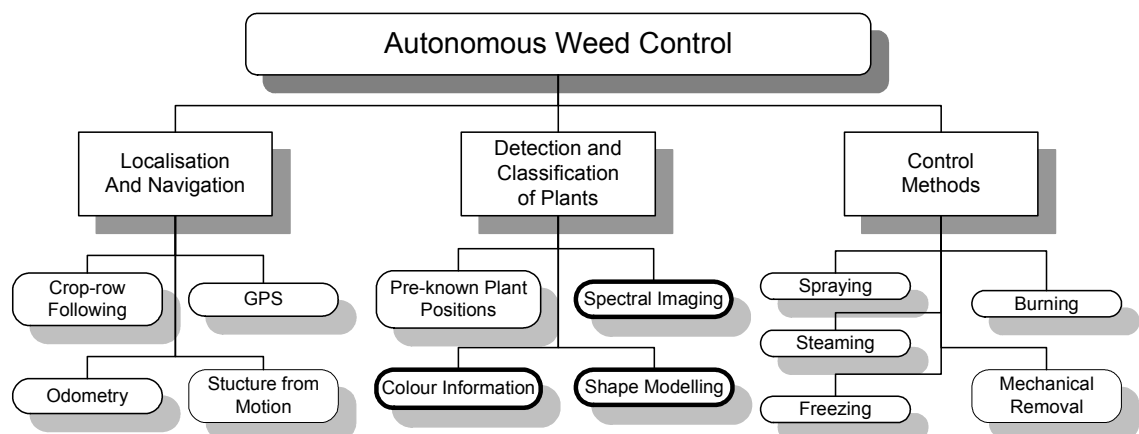 Autonomous Weed Control
Localisation
And Navigation
Detection and
Classification
of Plants
Control
Methods
Crop-row
Following
GPS
Pre-known Plant
Positions
Spectral Imaging
Spraying
Burning
Steaming
Odometry
Stucture from
Motion
Colour Information
Shape Modelling
Freezing
Mechanical
Removal